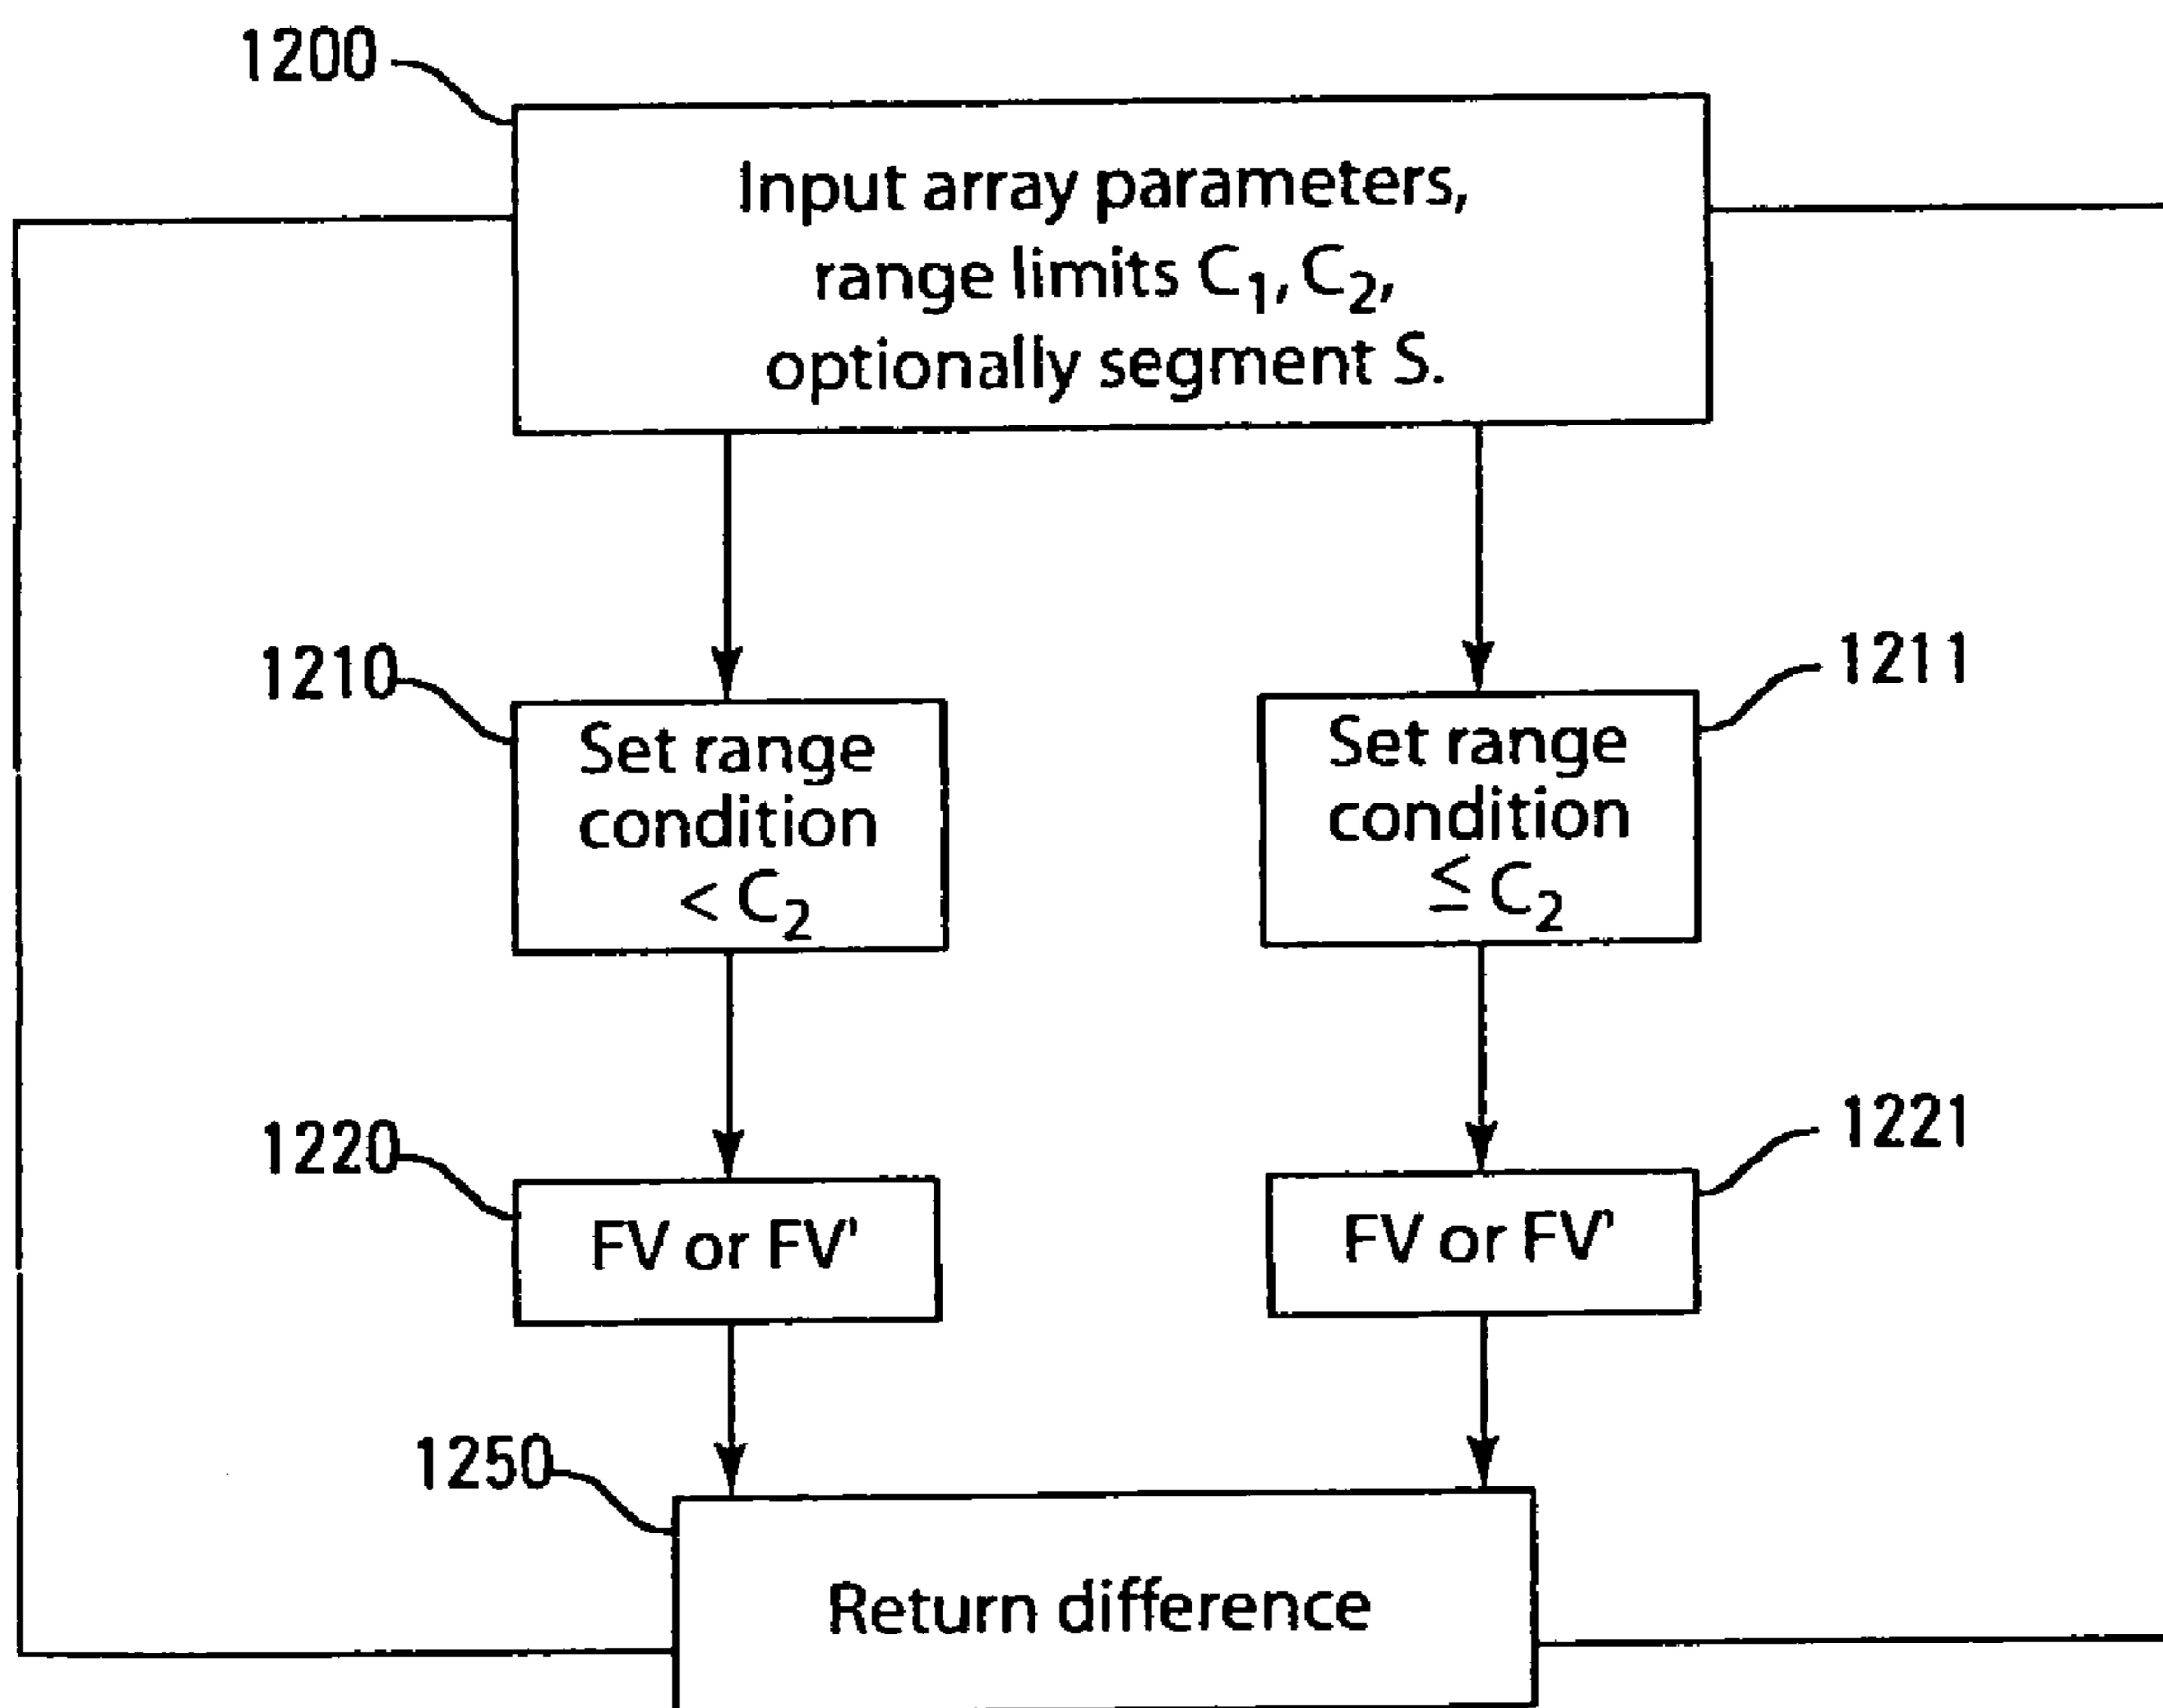 1200
Input array parameters,
range limits C₁, C₂,
optionally segment S.
1210
Set range
condition
< C₂
1211
Set range
condition
≤ C₂
1220
FV or FV'
1221
FV or FV'
1250
Return difference